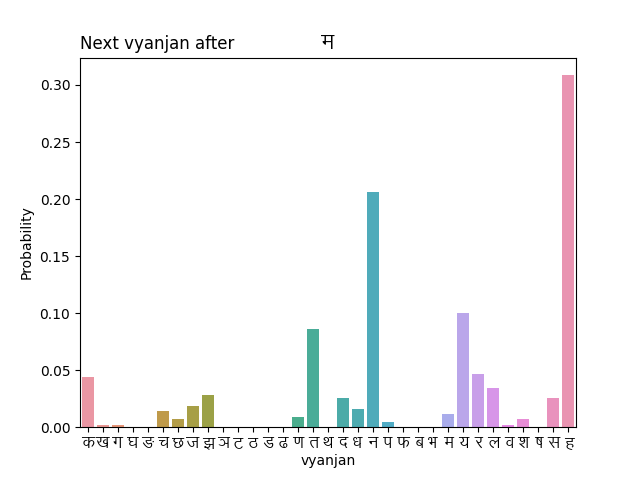 Next vyanjan after म
0.30
0.25
0.20
0.15
0.10
0.05
0.00
Probability
क ख ग घ ङ च छ ज झ ञ ट ठ ड ढ ण त थ द ध न प फ ब भ म य र ल व श ष स ह
vyanjan